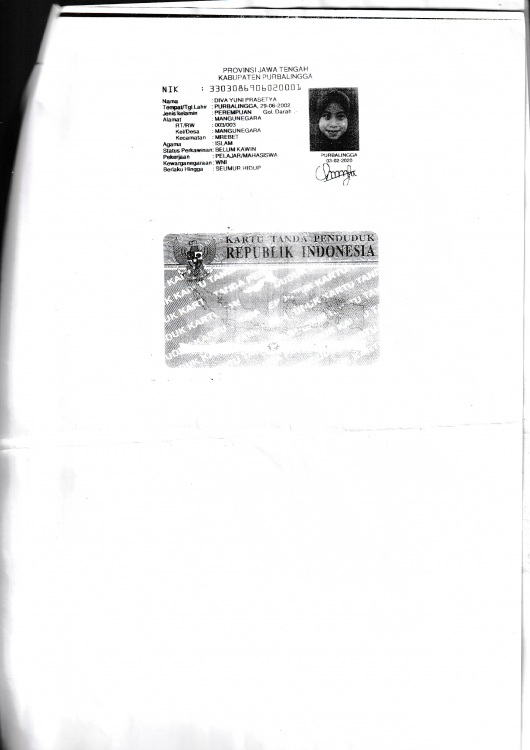 PROVINSI JAWA TENGAH
KABUPATEN PURBALINGGA
NIK : 3303086906020001
Nama : DIVA YUNI PRASETYA
Tempat/Tgl Lahir : PURBALINGGA, 29-06-2002
Jenis kelamin : PEREMPUAN Gol. Darah : -
Alamat : MANGUNEGARA
RT/RW : 003/003
Kel/Desa : MANGUNEGARA
Kecamatan : MREBET
Agama : ISLAM
Status Perkawinan: BELUM KAWIN
Pekerjaan : PELAJAR/MAHASISWA
Kewarganegaraan: WNI
Berlaku Hingga : SEUMUR HIDUP
PURBALINGGA
03-02-2020
KARTU TANDA PENDUDUK
REPUBLIK INDONESIA